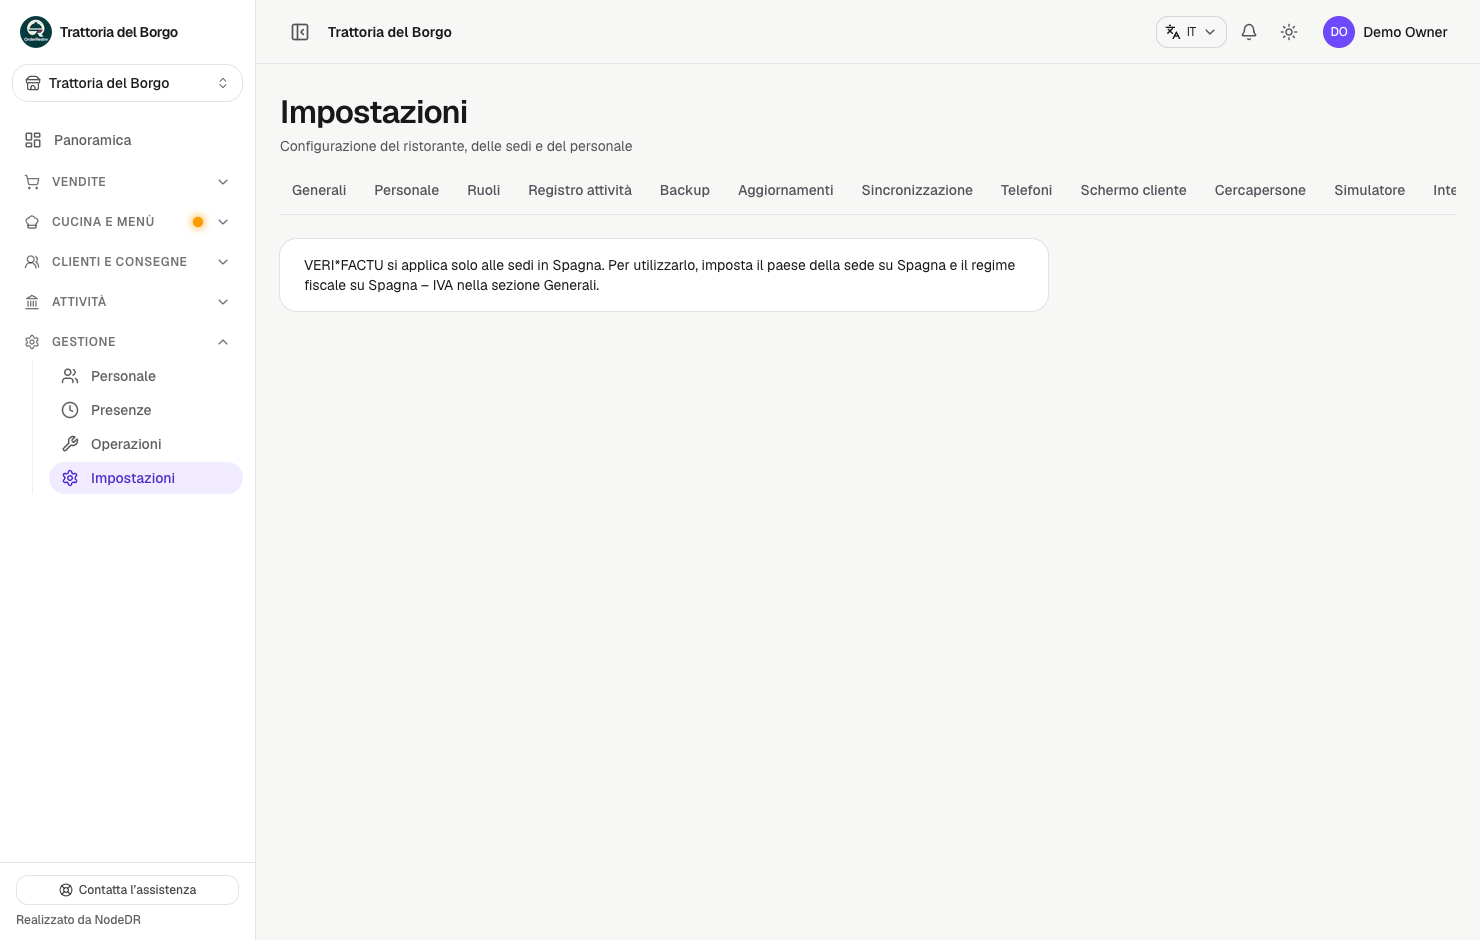 Trattoria del Borgo
Trattoria del Borgo
Panoramica
VENDITE
CUCINA E MENÙ
CLIENTI E CONSEGNE
ATTIVITÀ
GESTIONE
Personale
Presenze
Operazioni
Impostazioni
Contatta l'assistenza
Realizzato da NodeDR
Trattoria del Borgo
IT
DO Demo Owner
Impostazioni
Configurazione del ristorante, delle sedi e del personale
Generali Personale Ruoli Registro attività Backup Aggiornamenti Sincronizzazione Telefoni Schermo cliente Cercapersone Simulatore Inte
VERI*FACTU si applica solo alle sedi in Spagna. Per utilizzarlo, imposta il paese della sede su Spagna e il regime
fiscale su Spagna – IVA nella sezione Generali.